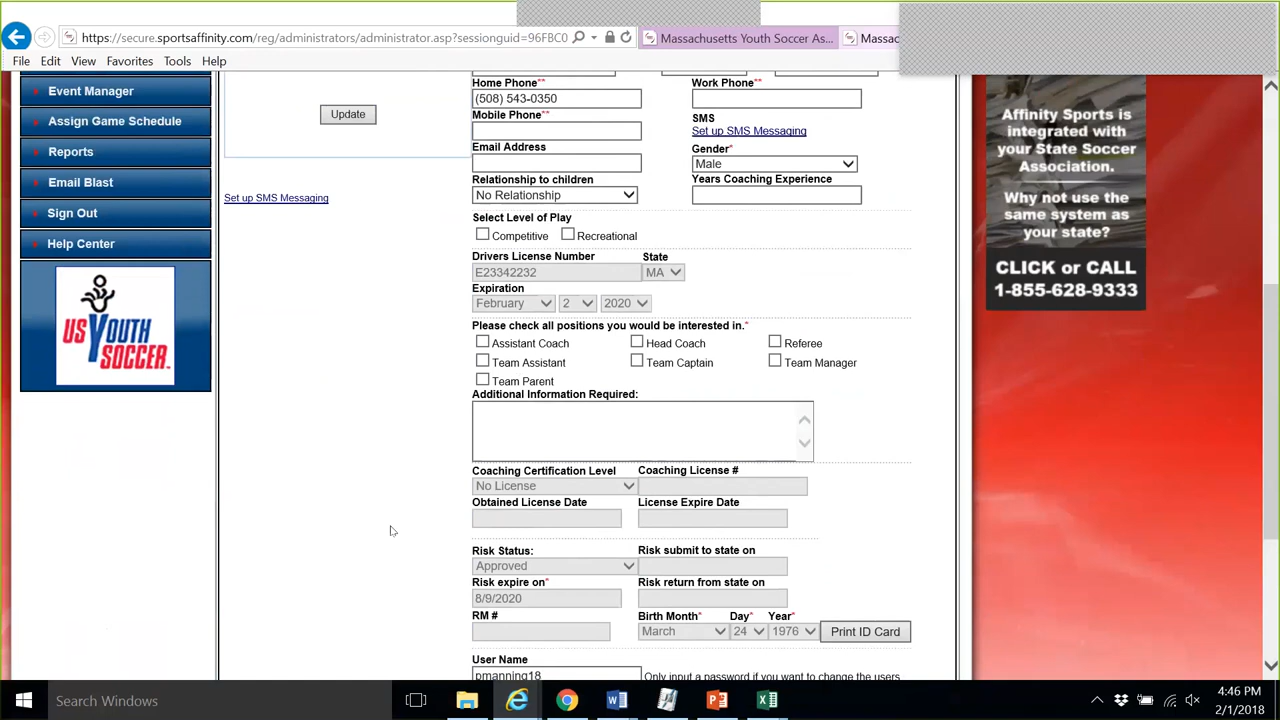 https://secure.sportsaffinity.com/reg/administrators/administrator.asp?sessionguid=96FBC0
Massachusetts Youth Soccer As...
Massac
File Edit View Favorites Tools Help
Event Manager
Assign Game Schedule
Reports
Email Blast
Sign Out
Help Center
US YOUTH SOCCER
Update
Set up SMS Messaging
Home Phone** Work Phone**
(508) 543-0350
Mobile Phone** SMS
Set up SMS Messaging
Email Address Gender*
Male
Relationship to children Years Coaching Experience
No Relationship
Select Level of Play
Competitive Recreational
Drivers License Number State
E23342232 MA
Expiration
February 2 2020
Please check all positions you would be interested in.*
Assistant Coach Head Coach Referee
Team Assistant Team Captain Team Manager
Team Parent
Additional Information Required:
Coaching Certification Level Coaching License #
No License
Obtained License Date License Expire Date
Risk Status: Risk submit to state on
Approved
Risk expire on* Risk return from state on
8/9/2020
RM # Birth Month* Day* Year*
March 24 1976 Print ID Card
User Name
pmanning18 Only input a password if you want to change the users
Affinity Sports is
integrated with
your State Soccer
Association.
Why not use the
same system as
your state?
CLICK or CALL
1-855-628-9333
Search Windows
4:46 PM
2/1/2018